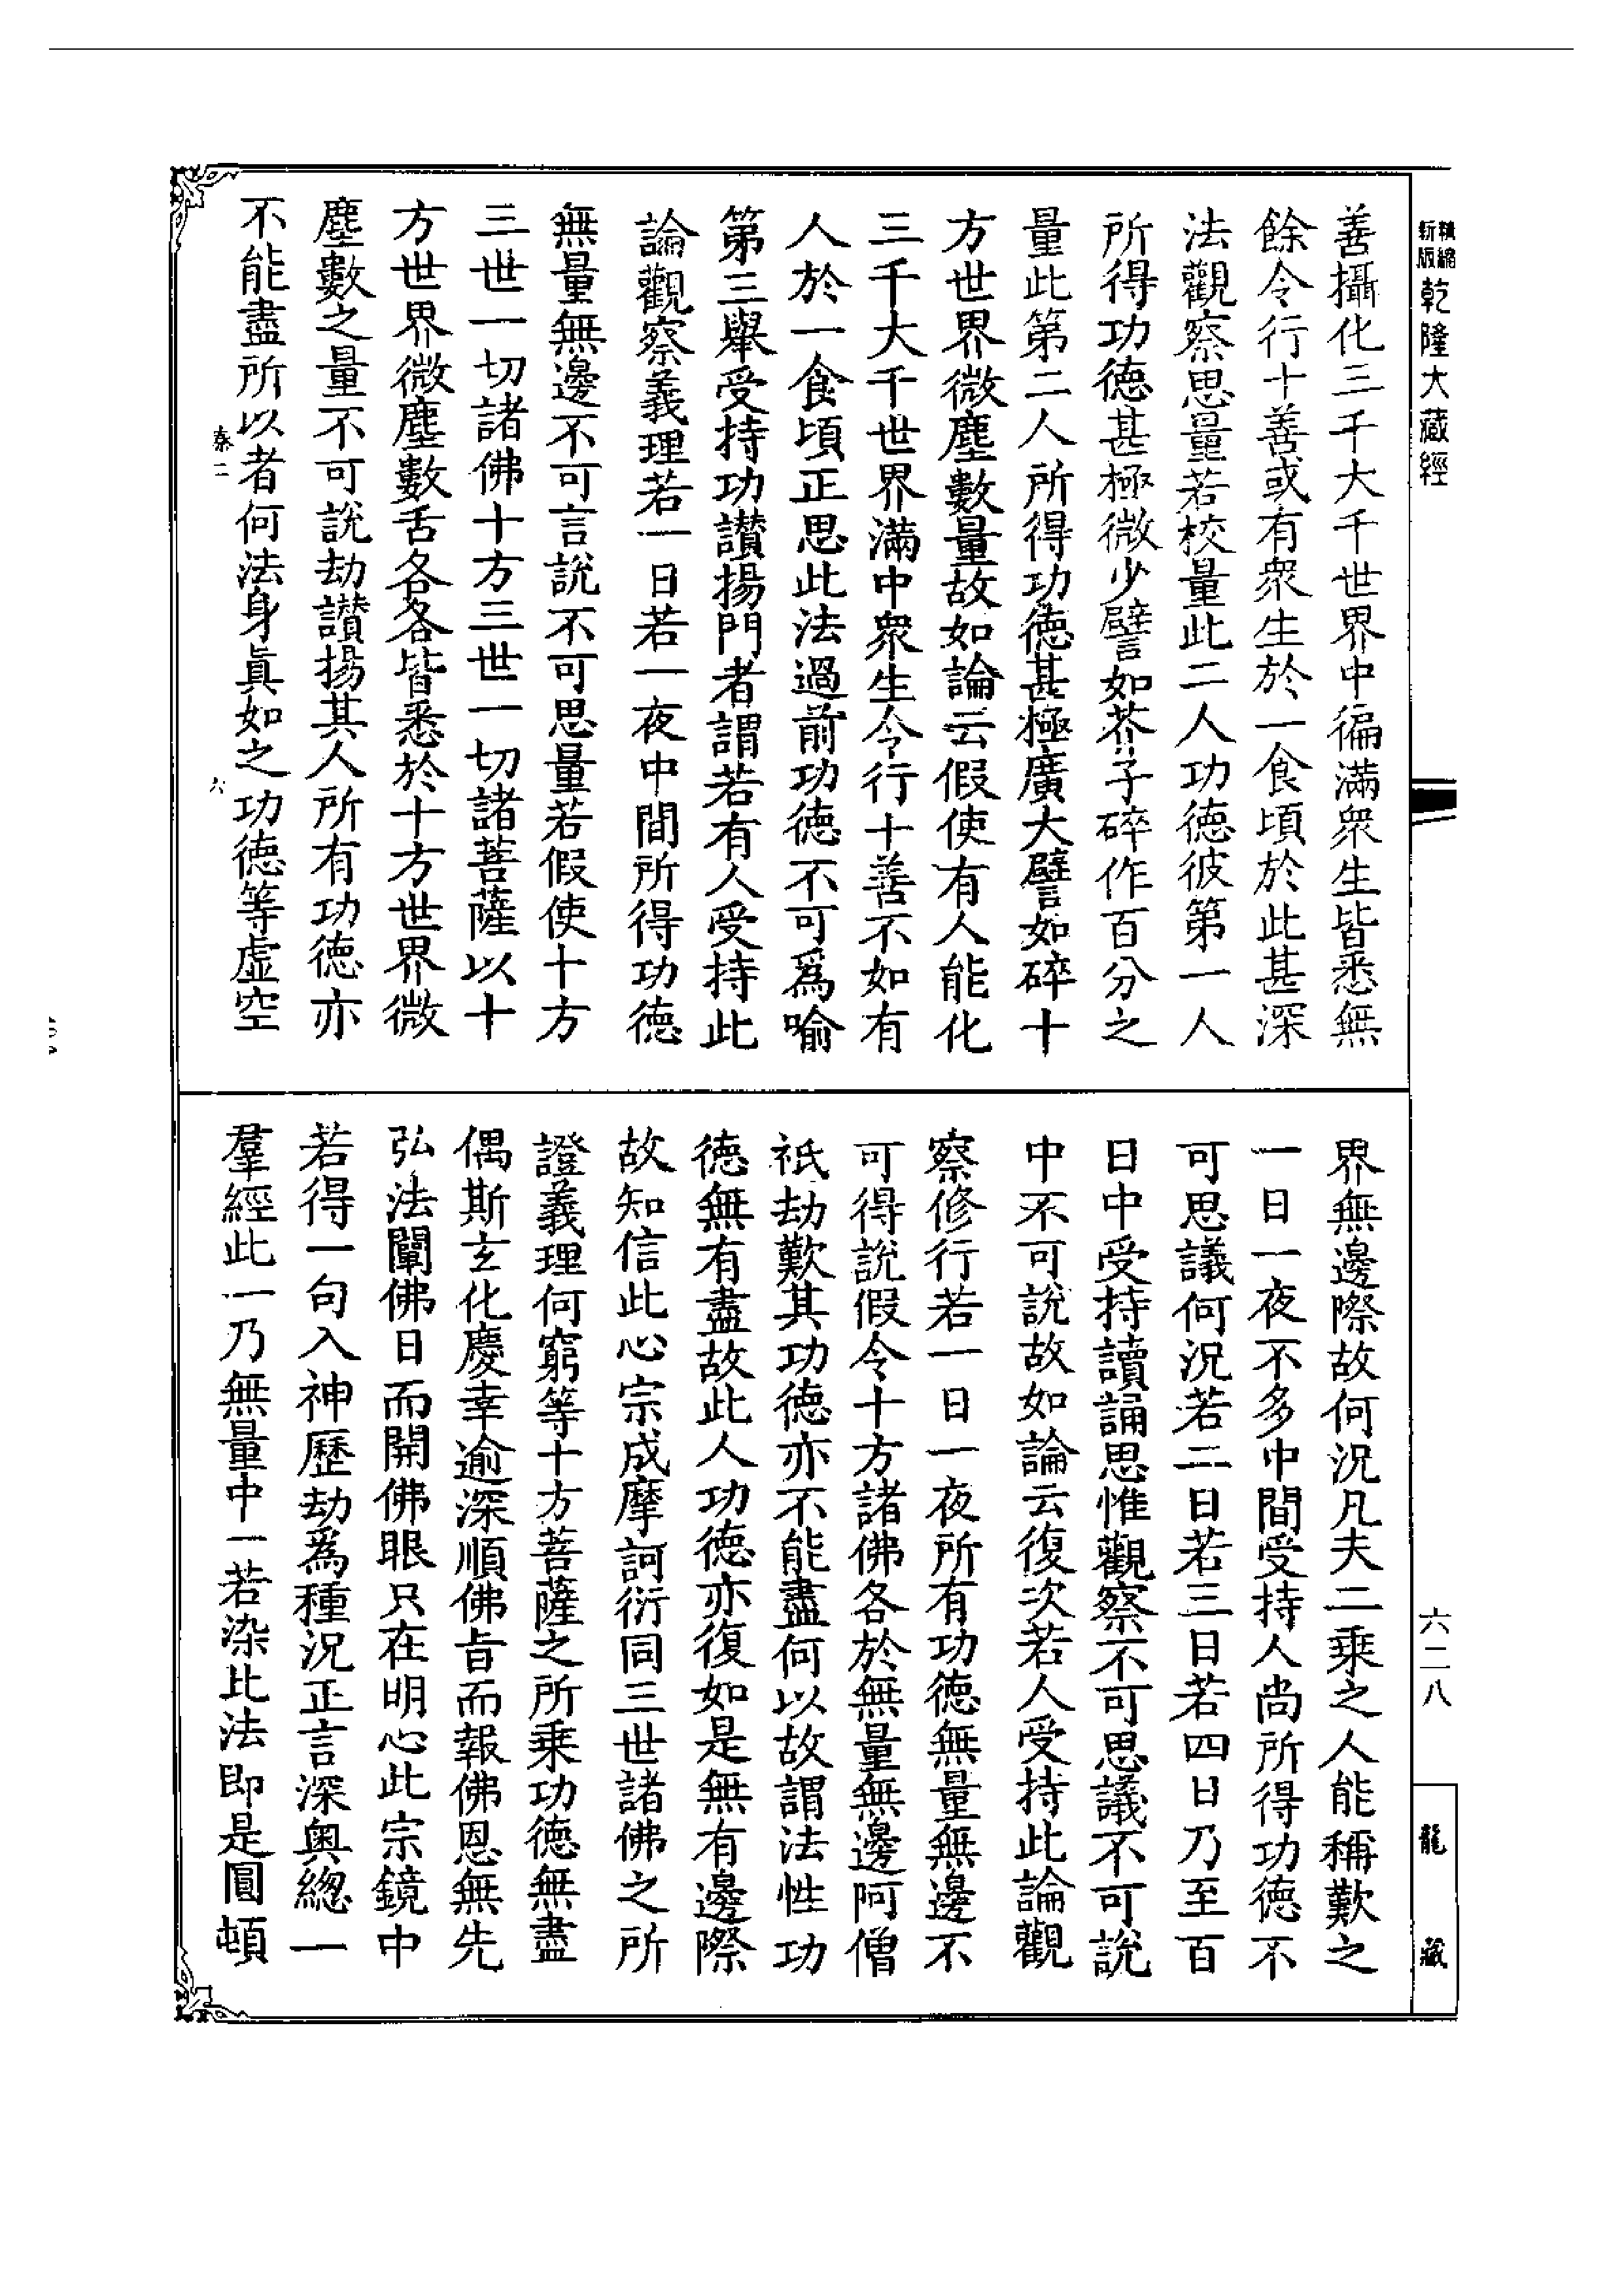 精縮
新版
乾隆大藏經
六二八
龍藏
善攝化三千大千世界中徧滿衆生皆悉無
餘令行十善或有衆生於一食頃於此甚深
法觀察思量若校量此二人功德彼第一人
所得功德甚極微少譬如芥子碎作百分之
量此第二人所得功德甚極廣大譬如碎十
方世界微塵數量故如論云假使有人能化
三千大千世界滿中衆生令行十善不如有
人於一食頃正思此法過前功德不可爲喻
第三舉受持功讚揚門者謂若有人受持此
論觀察義理若一日若一夜中間所得功德
無量無邊不可言說不可思量若假使十方
三世一切諸佛十方三世一切諸菩薩以十
方世界微塵數舌各各皆悉於十方世界微
塵數之量不可說劫讚揚其人所有功德亦
不能盡所以者何法身眞如之功德等虛空
泰二
六
界無邊際故何況凡夫二乘之人能稱歎之
一日一夜不多中間受持人尚所得功德不
可思議何況若二日若三日若四日乃至百
日中受持讀誦思惟觀察不可思議不可說
中不可說故如論云復次若人受持此論觀
察修行若一日一夜所有功德無量無邊不
可得說假令十方諸佛各於無量無邊阿僧
祇劫歎其功德亦不能盡何以故謂法性功
德無有盡故此人功德亦復如是無有邊際
故知信此心宗成摩訶衍同三世諸佛之所
證義理何窮等十方菩薩之所乘功德無盡
偶斯玄化慶幸逾深順佛旨而報佛恩無先
弘法闡佛日而開佛眼只在明心此宗鏡中
若得一句入神歷劫爲種況正言深奧總一
羣經此一乃無量中一若染此法即是圓頓